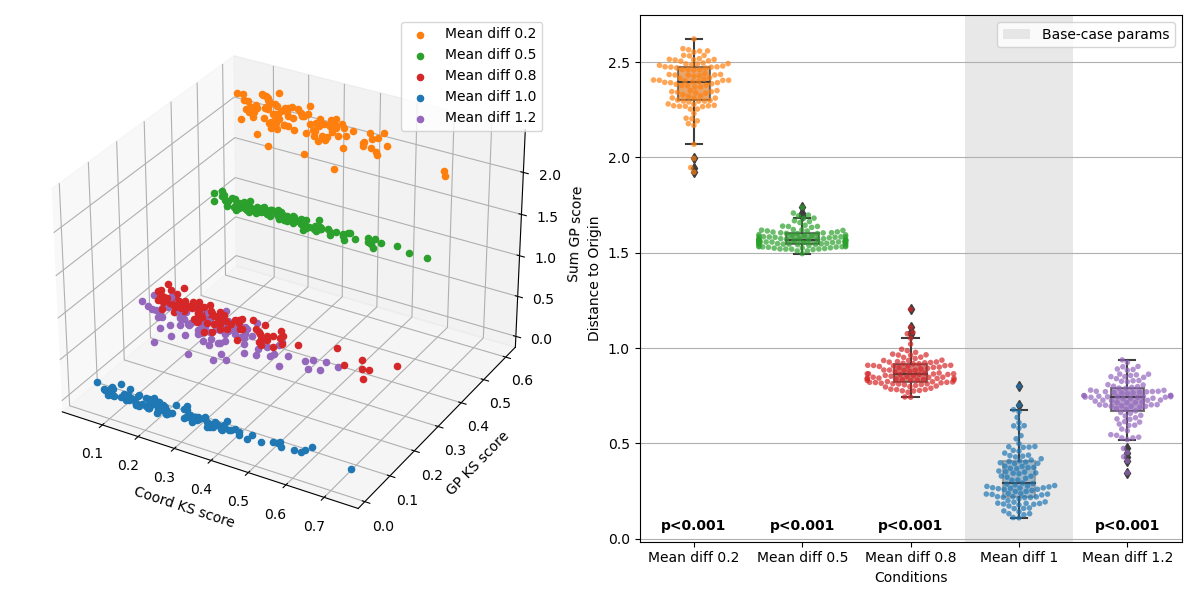 Mean diff 0.2
Mean diff 0.5
Mean diff 0.8
Mean diff 1.0
Mean diff 1.2
2.0
1.5
1.0
0.5
0.0
Sum GP score
0.6
0.5
0.4
0.3
0.2
0.1
0.0
GP KS score
0.1
0.2
0.3
0.4
0.5
0.6
0.7
Coord KS score
Base-case params
2.5
2.0
1.5
1.0
0.5
0.0
Distance to Origin
p<0.001
p<0.001
p<0.001
p<0.001
Mean diff 0.2
Mean diff 0.5
Mean diff 0.8
Mean diff 1
Mean diff 1.2
Conditions